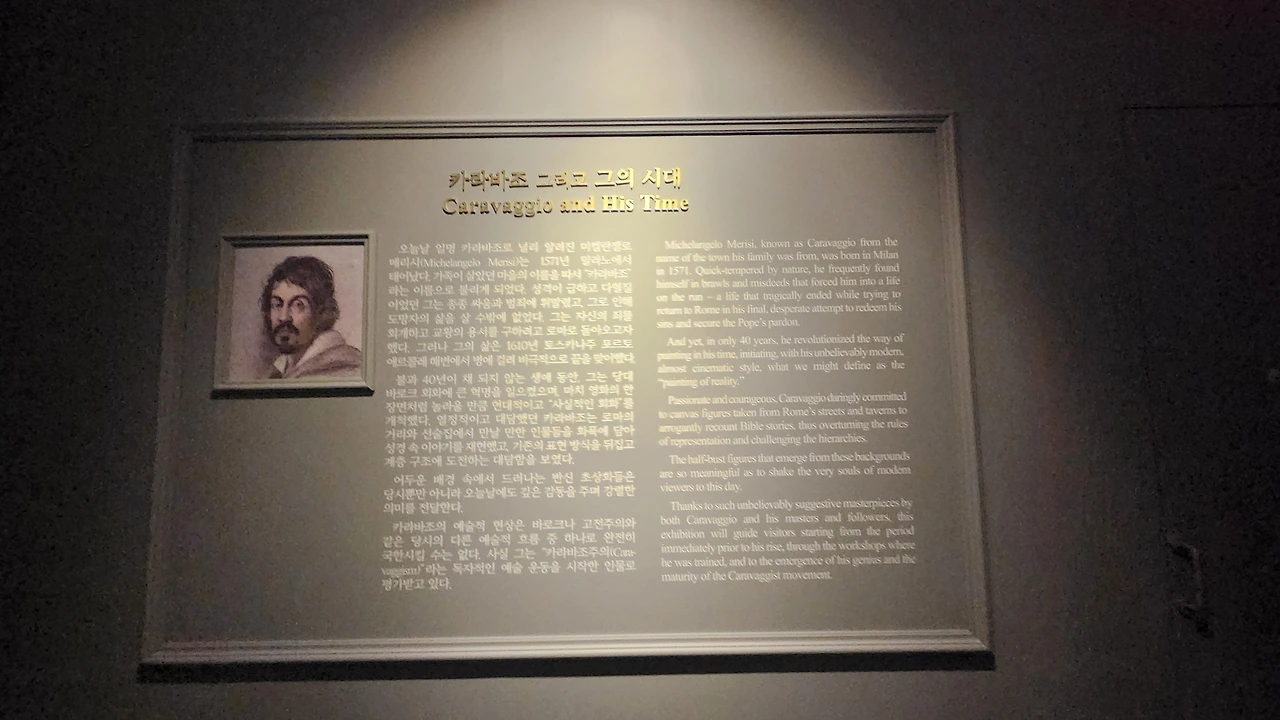 카라바조 그리고 그의 시대
Caravaggio and His Time
오늘날 일명 카라바조로 널리 알려진 미켈란젤로
메리시(Michelangelo Merisi)는 1571년 밀라노에서
태어났다. 가족이 살았던 마을의 이름을 따서 “카라바조”
라는 이름으로 불리게 되었다. 성격이 급하고 다혈질
이었던 그는 종종 싸움과 범죄에 휘말렸고, 그로 인해
도망자의 삶을 살 수밖에 없었다. 그는 자신의 죄를
회개하고 교황의 용서를 구하려고 로마로 돌아오고자
했다. 그러나 그의 삶은 1610년 토스카나주 포르토
에르콜레 해변에서 병에 걸려 비극적으로 끝을 맞이했다.
불과 40년이 채 되지 않는 생애 동안, 그는 당대
바로크 회화에 큰 혁명을 일으켰으며, 마치 영화의 한
장면처럼 놀라울 만큼 현대적이고 “사실적인 회화”를
개척했다. 열정적이고 대담했던 카라바조는 로마의
거리와 선술집에서 만날 만한 인물들을 화폭에 담아
성경 속 이야기를 재현했고, 기존의 표현 방식을 뒤집고
계층 구조에 도전하는 대담함을 보였다.
어두운 배경 속에서 드러나는 반신 초상화들은
당시뿐만 아니라 오늘날에도 깊은 감동을 주며 강렬한
의미를 전달한다.
카라바조의 예술적 현상은 바로크나 고전주의와
같은 당시의 다른 예술적 흐름 중 하나로 완전히
국한시킬 수는 없다. 사실 그는 “카라바조주의(Cara-
vaggism)”라는 독자적인 예술 운동을 시작한 인물로
평가받고 있다.
Michelangelo Merisi, known as Caravaggio from the
name of the town his family was from, was born in Milan
in 1571. Quick-tempered by nature, he frequently found
himself in brawls and misdeeds that forced him into a life
on the run – a life that tragically ended while trying to
return to Rome in his final, desperate attempt to redeem his
sins and secure the Pope’s pardon.
And yet, in only 40 years, he revolutionized the way of
painting in his time, initiating, with his unbelievably modern,
almost cinematic style, what we might define as the
“painting of reality.”
Passionate and courageous, Caravaggio daringly committed
to canvas figures taken from Rome’s streets and taverns to
arrogantly recount Bible stories, thus overturning the rules
of representation and challenging the hierarchies.
The half-bust figures that emerge from these backgrounds
are so meaningful as to shake the very souls of modern
viewers to this day.
Thanks to such unbelievably suggestive masterpieces by
both Caravaggio and his masters and followers, this
exhibition will guide visitors starting from the period
immediately prior to his rise, through the workshops where
he was trained, and to the emergence of his genius and the
maturity of the Caravaggist movement.